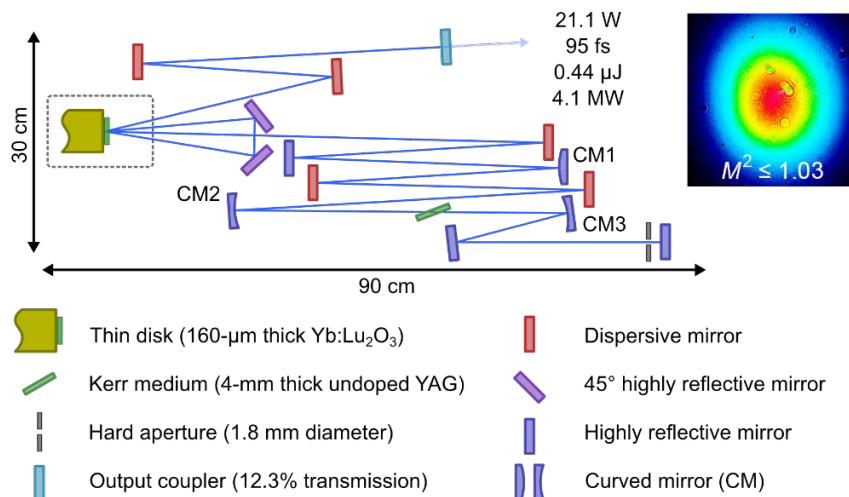 21.1 W
95 fs
0.44 µJ
4.1 MW
30 cm
CM1
CM2
CM3
M² ≤ 1.03
90 cm
Thin disk (160-µm thick Yb:Lu₂O₃)
Dispersive mirror
Kerr medium (4-mm thick undoped YAG)
45° highly reflective mirror
Hard aperture (1.8 mm diameter)
Highly reflective mirror
Output coupler (12.3% transmission)
Curved mirror (CM)